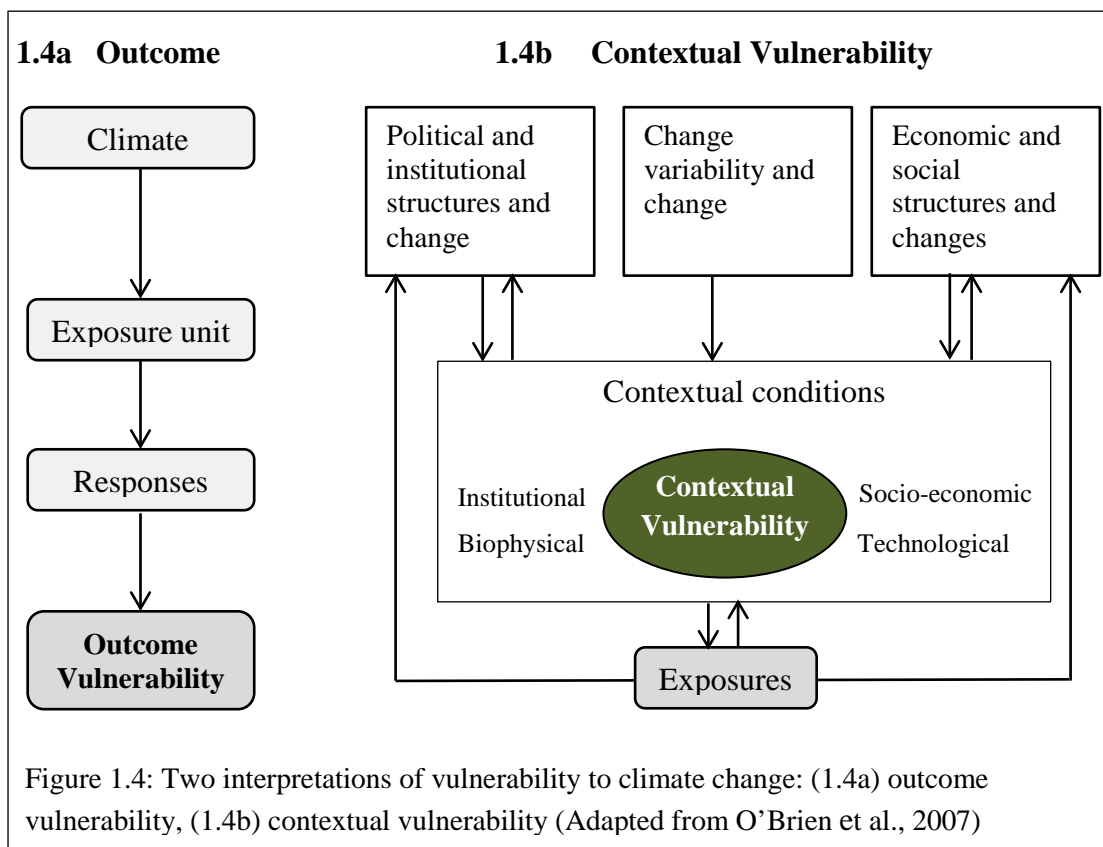 1.4a Outcome
Climate
Exposure unit
Responses
Outcome
Vulnerability
1.4b Contextual Vulnerability
Political and
institutional
structures and
change
Change
variability and
change
Economic and
social
structures and
changes
Contextual conditions
Institutional
Biophysical
Contextual
Vulnerability
Socio-economic
Technological
Exposures
Figure 1.4: Two interpretations of vulnerability to climate change: (1.4a) outcome
vulnerability, (1.4b) contextual vulnerability (Adapted from O’Brien et al., 2007)